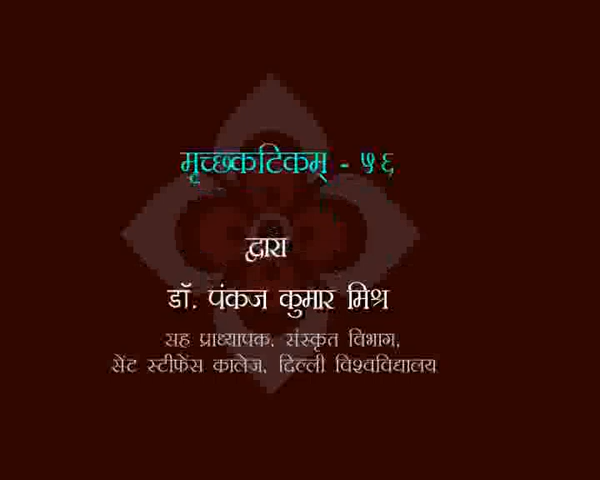 मृच्छकटिकम् - ५६
द्वारा
डॉ. पंकज कुमार मिश्र
सह प्राध्यापक, संस्कृत विभाग,
सेंट स्टीफेंस कालेज, दिल्ली विश्वविद्यालय